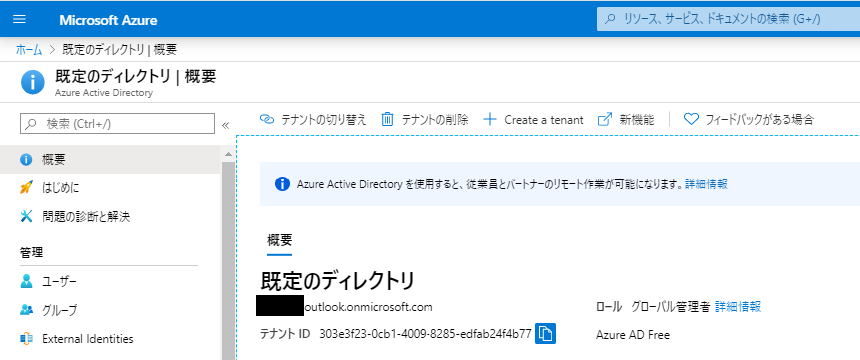 Microsoft Azure
リソース、サービス、ドキュメントの検索 (G+/)
ホーム > 既定のディレクトリ | 概要
既定のディレクトリ | 概要
Azure Active Directory
検索 (Ctrl+/)
«
テナントの切り替え テナントの削除 Create a tenant 新機能 フィードバックがある場合
概要
はじめに
問題の診断と解決
管理
ユーザー
グループ
External Identities
Azure Active Directory を使用すると、従業員とパートナーのリモート作業が可能になります。詳細情報
概要
既定のディレクトリ
outlook.onmicrosoft.com
ロール グローバル管理者 詳細情報
テナント ID 303e3f23-0cb1-4009-8285-edfab24f4b77
Azure AD Free